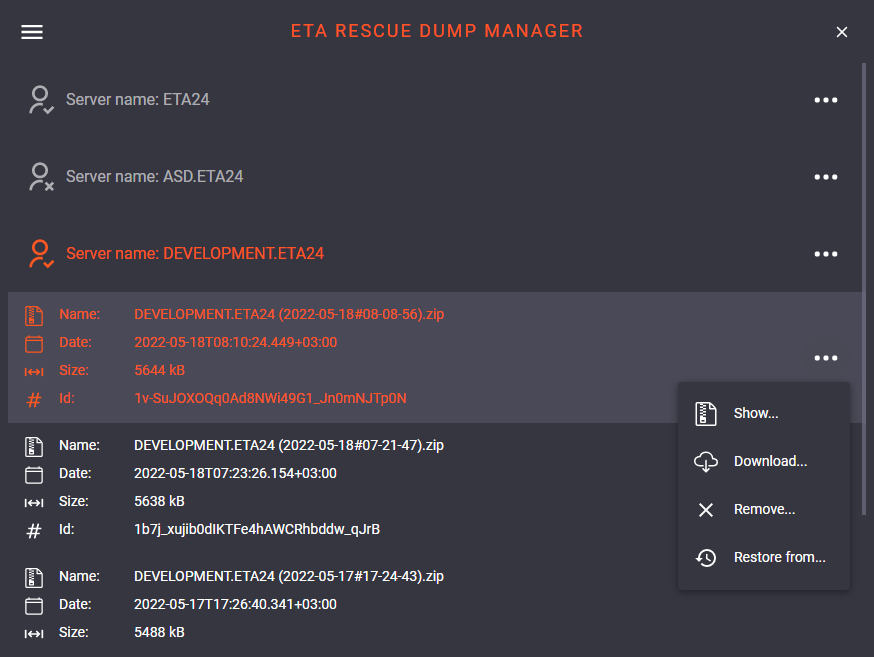 ETA RESCUE DUMP MANAGER
Server name: ETA24
Server name: ASD.ETA24
Server name: DEVELOPMENT.ETA24
Name: DEVELOPMENT.ETA24 (2022-05-18#08-08-56).zip
Date: 2022-05-18T08:10:24.449+03:00
Size: 5644 kB
Id: 1v-SuJOXOQq0Ad8NWi49G1_Jn0mNJTp0N
Show...
Download...
Remove...
Restore from...
Name: DEVELOPMENT.ETA24 (2022-05-18#07-21-47).zip
Date: 2022-05-18T07:23:26.154+03:00
Size: 5638 kB
Id: 1b7j_xujib0dIKTFe4hAWCRhbddw_qJrB
Name: DEVELOPMENT.ETA24 (2022-05-17#17-24-43).zip
Date: 2022-05-17T17:26:40.341+03:00
Size: 5488 kB